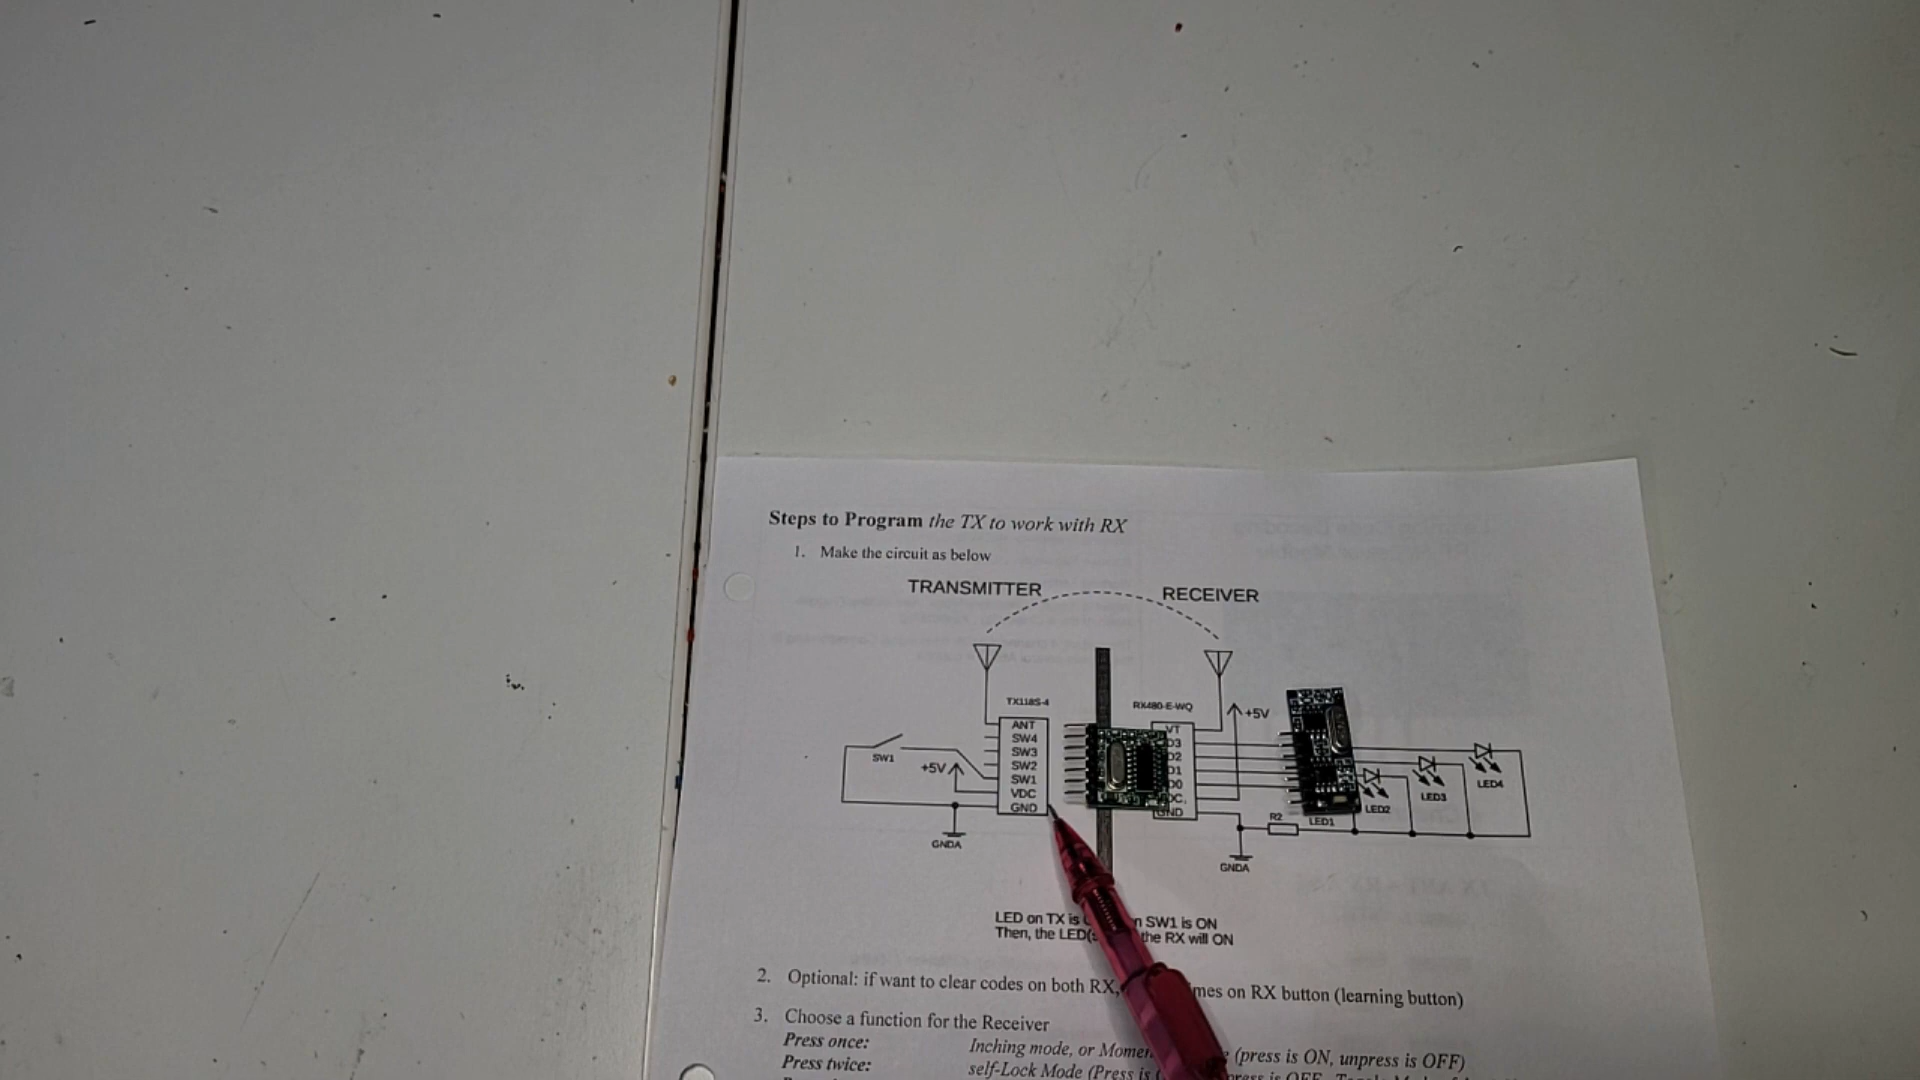 Steps to Program the TX to work with RX
1. Make the circuit as below
TRANSMITTER
RECEIVER
TX118S-4
RX480-E-WQ
ANT
SW4
SW3
SW2
SW1
VDC
GND
SW1
+5V
GNDA
VT
D3
D2
D1
D0
GND
+5V
R2
GNDA
LED1
LED2
LED3
LED4
LED on TX is SW1 is ON
Then, the the RX will ON
2. Optional: if want to clear codes on both RX, on RX button (learning button)
3. Choose a function for the Receiver
Press once: Inching mode, or (press is ON, unpress is OFF)
Press twice: self-Lock Mode (Press is